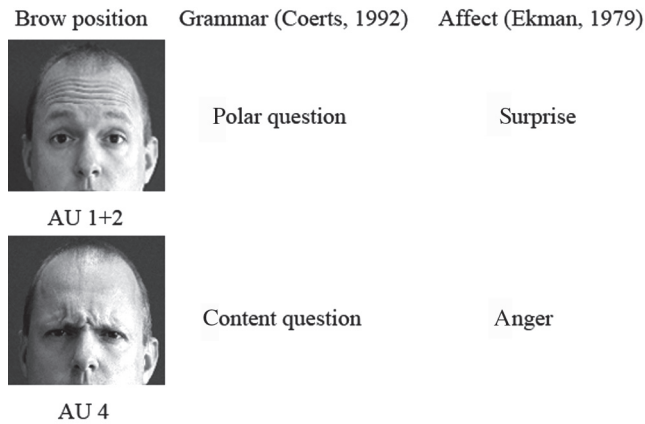 Brow position Grammar (Coerts, 1992) Affect (Ekman, 1979)
Polar question Surprise
AU 1+2
Content question Anger
AU 4